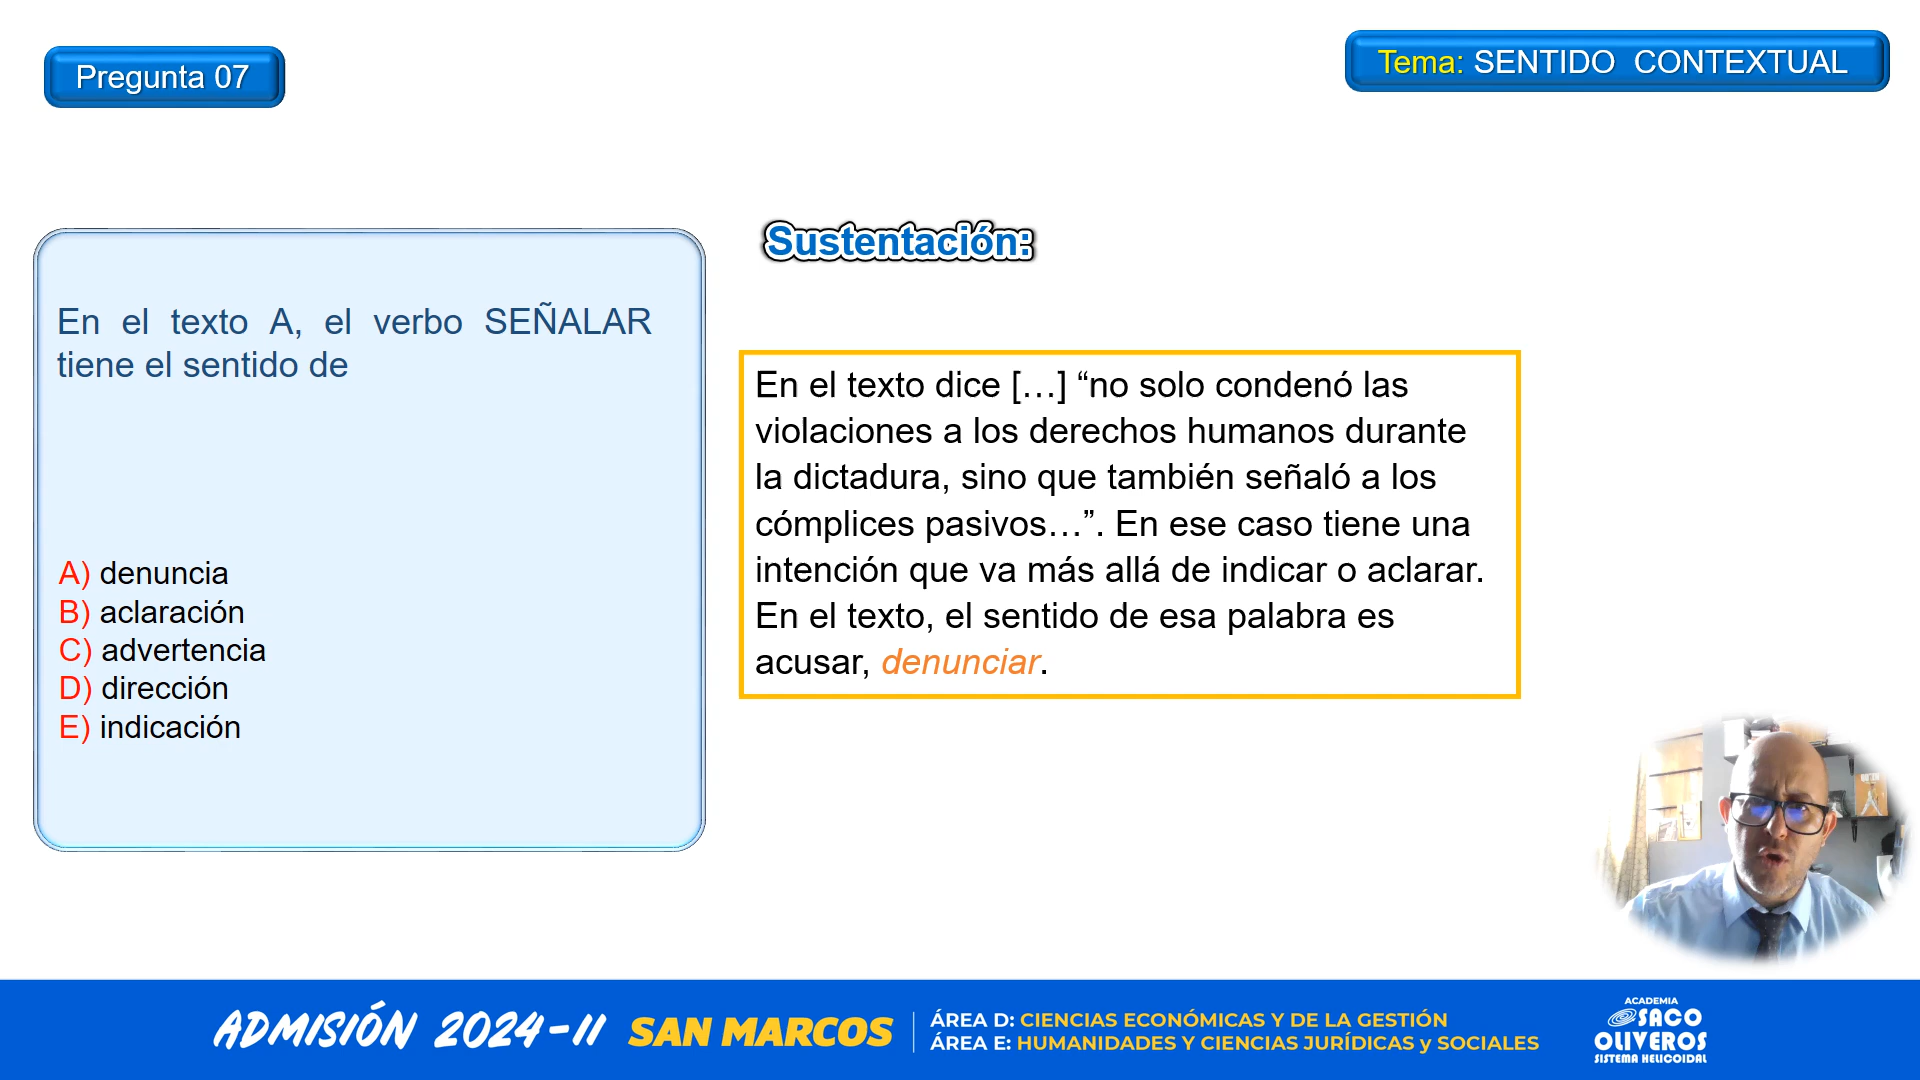 Pregunta 07
Tema: SENTIDO CONTEXTUAL
En el texto A, el verbo SEÑALAR
tiene el sentido de
A) denuncia
B) aclaración
C) advertencia
D) dirección
E) indicación
Sustentación:
En el texto dice […] “no solo condenó las
violaciones a los derechos humanos durante
la dictadura, sino que también señaló a los
cómplices pasivos…”. En ese caso tiene una
intención que va más allá de indicar o aclarar.
En el texto, el sentido de esa palabra es
acusar, denunciar.
ADMISIÓN 2024-II SAN MARCOS
ÁREA D: CIENCIAS ECONÓMICAS Y DE LA GESTIÓN
ÁREA E: HUMANIDADES Y CIENCIAS JURÍDICAS y SOCIALES
ACADEMIA
SACO
OLIVEROS
SISTEMA HELICOIDAL